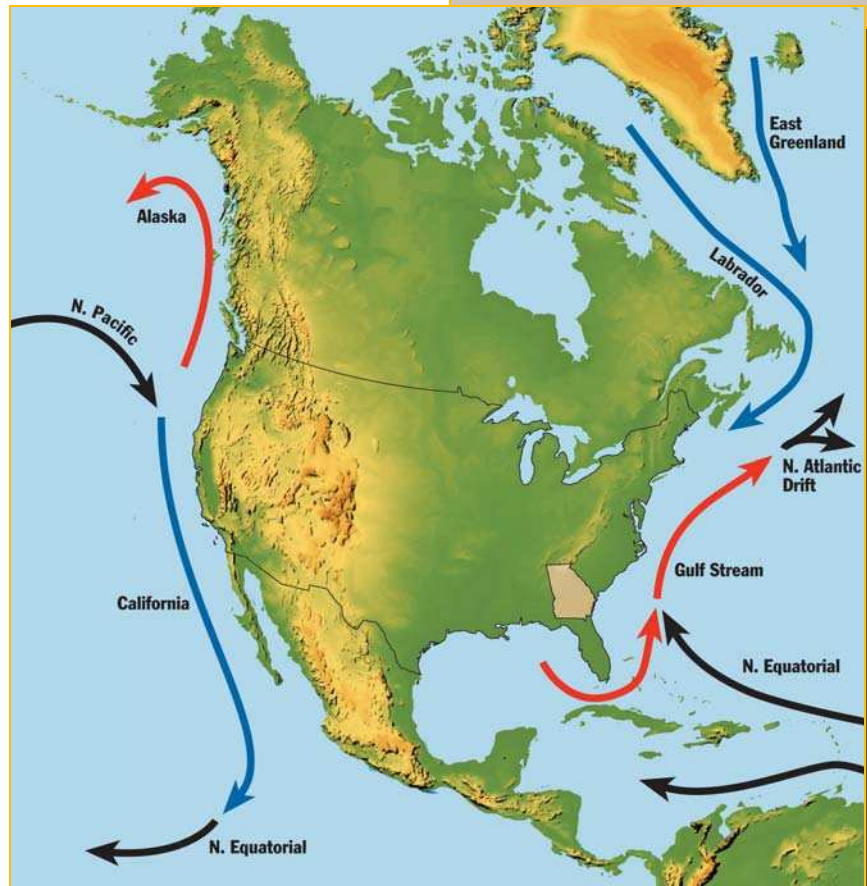 East
Greenland
Alaska
Labrador
N. Pacific
N. Atlantic
Drift
Gulf Stream
California
N. Equatorial
N. Equatorial